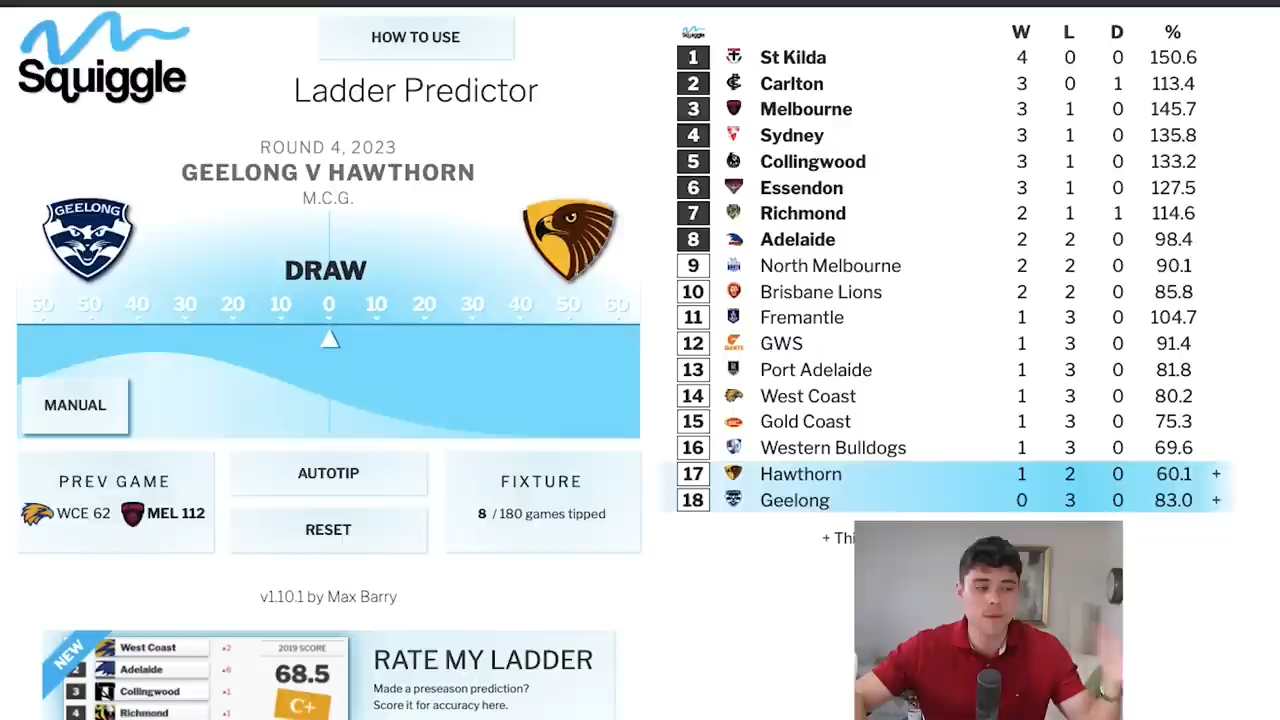 Squiggle
HOW TO USE
Ladder Predictor
ROUND 4, 2023
GEELONG V HAWTHORN
M.C.G.
GEELONG
DRAW
60 50 40 30 20 10 0 10 20 30 40 50 60
MANUAL
PREV GAME
WCE 62 MEL 112
AUTOTIP
RESET
FIXTURE
8 / 180 games tipped
v1.10.1 by Max Barry
NEW
West Coast 2
2 Adelaide 6
3 Collingwood 1
4 Richmond 1
2019 SCORE
68.5
C+
RATE MY LADDER
Made a preseason prediction?
Score it for accuracy here.
W L D %
1 St Kilda 4 0 0 150.6
2 Carlton 3 0 1 113.4
3 Melbourne 3 1 0 145.7
4 Sydney 3 1 0 135.8
5 Collingwood 3 1 0 133.2
6 Essendon 3 1 0 127.5
7 Richmond 2 1 1 114.6
8 Adelaide 2 2 0 98.4
9 North Melbourne 2 2 0 90.1
10 Brisbane Lions 2 2 0 85.8
11 Fremantle 1 3 0 104.7
12 GWS 1 3 0 91.4
13 Port Adelaide 1 3 0 81.8
14 West Coast 1 3 0 80.2
15 Gold Coast 1 3 0 75.3
16 Western Bulldogs 1 3 0 69.6
17 Hawthorn 1 2 0 60.1 +
18 Geelong 0 3 0 83.0 +
+ Thi